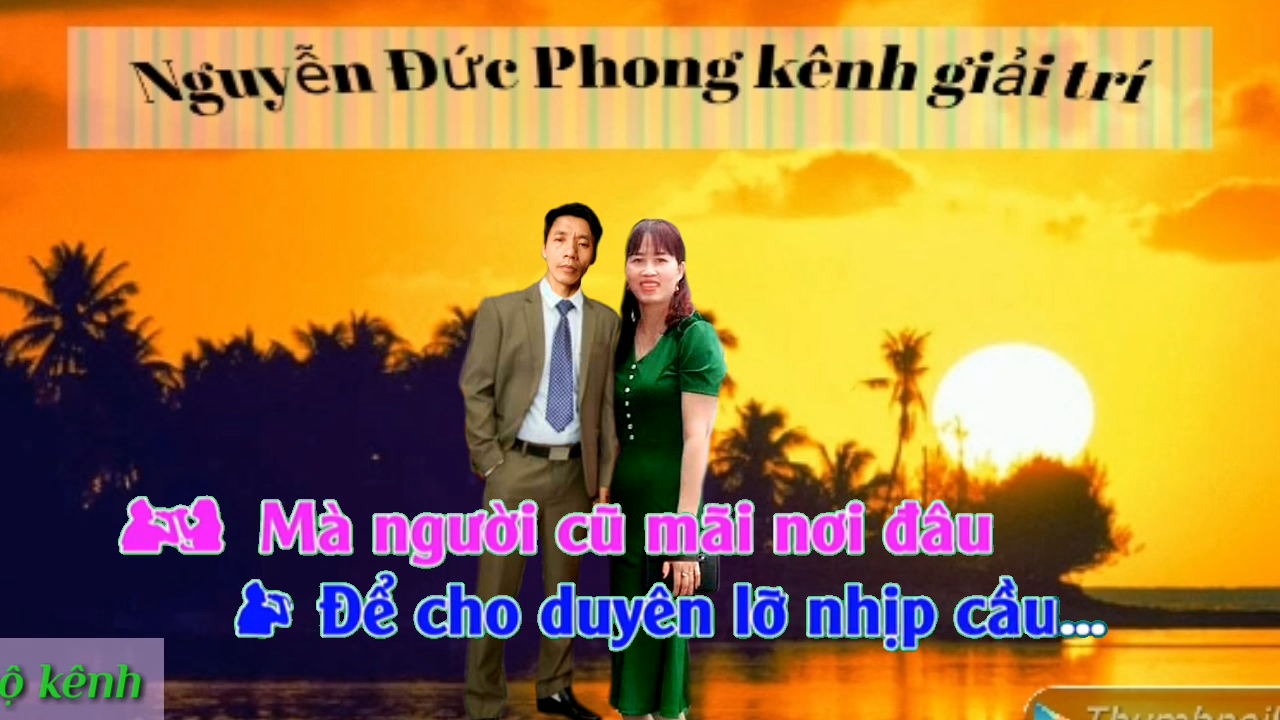 Nguyễn Đức Phong kênh giải trí
Mà người cũ mãi nơi đâu
Để cho duyên lỡ nhịp cầu...
ộ kênh